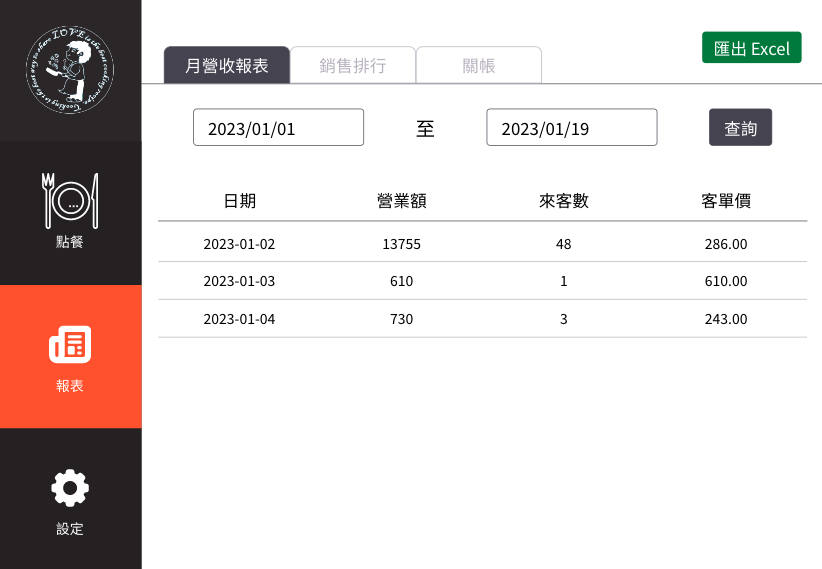 LOVE is the best cooking recipe. Cooking is the best way to share
匯出 Excel
月營收報表 銷售排行 關帳
2023/01/01 至 2023/01/19 查詢
點餐
日期 營業額 來客數 客單價
2023-01-02 13755 48 286.00
2023-01-03 610 1 610.00
2023-01-04 730 3 243.00
報表
設定